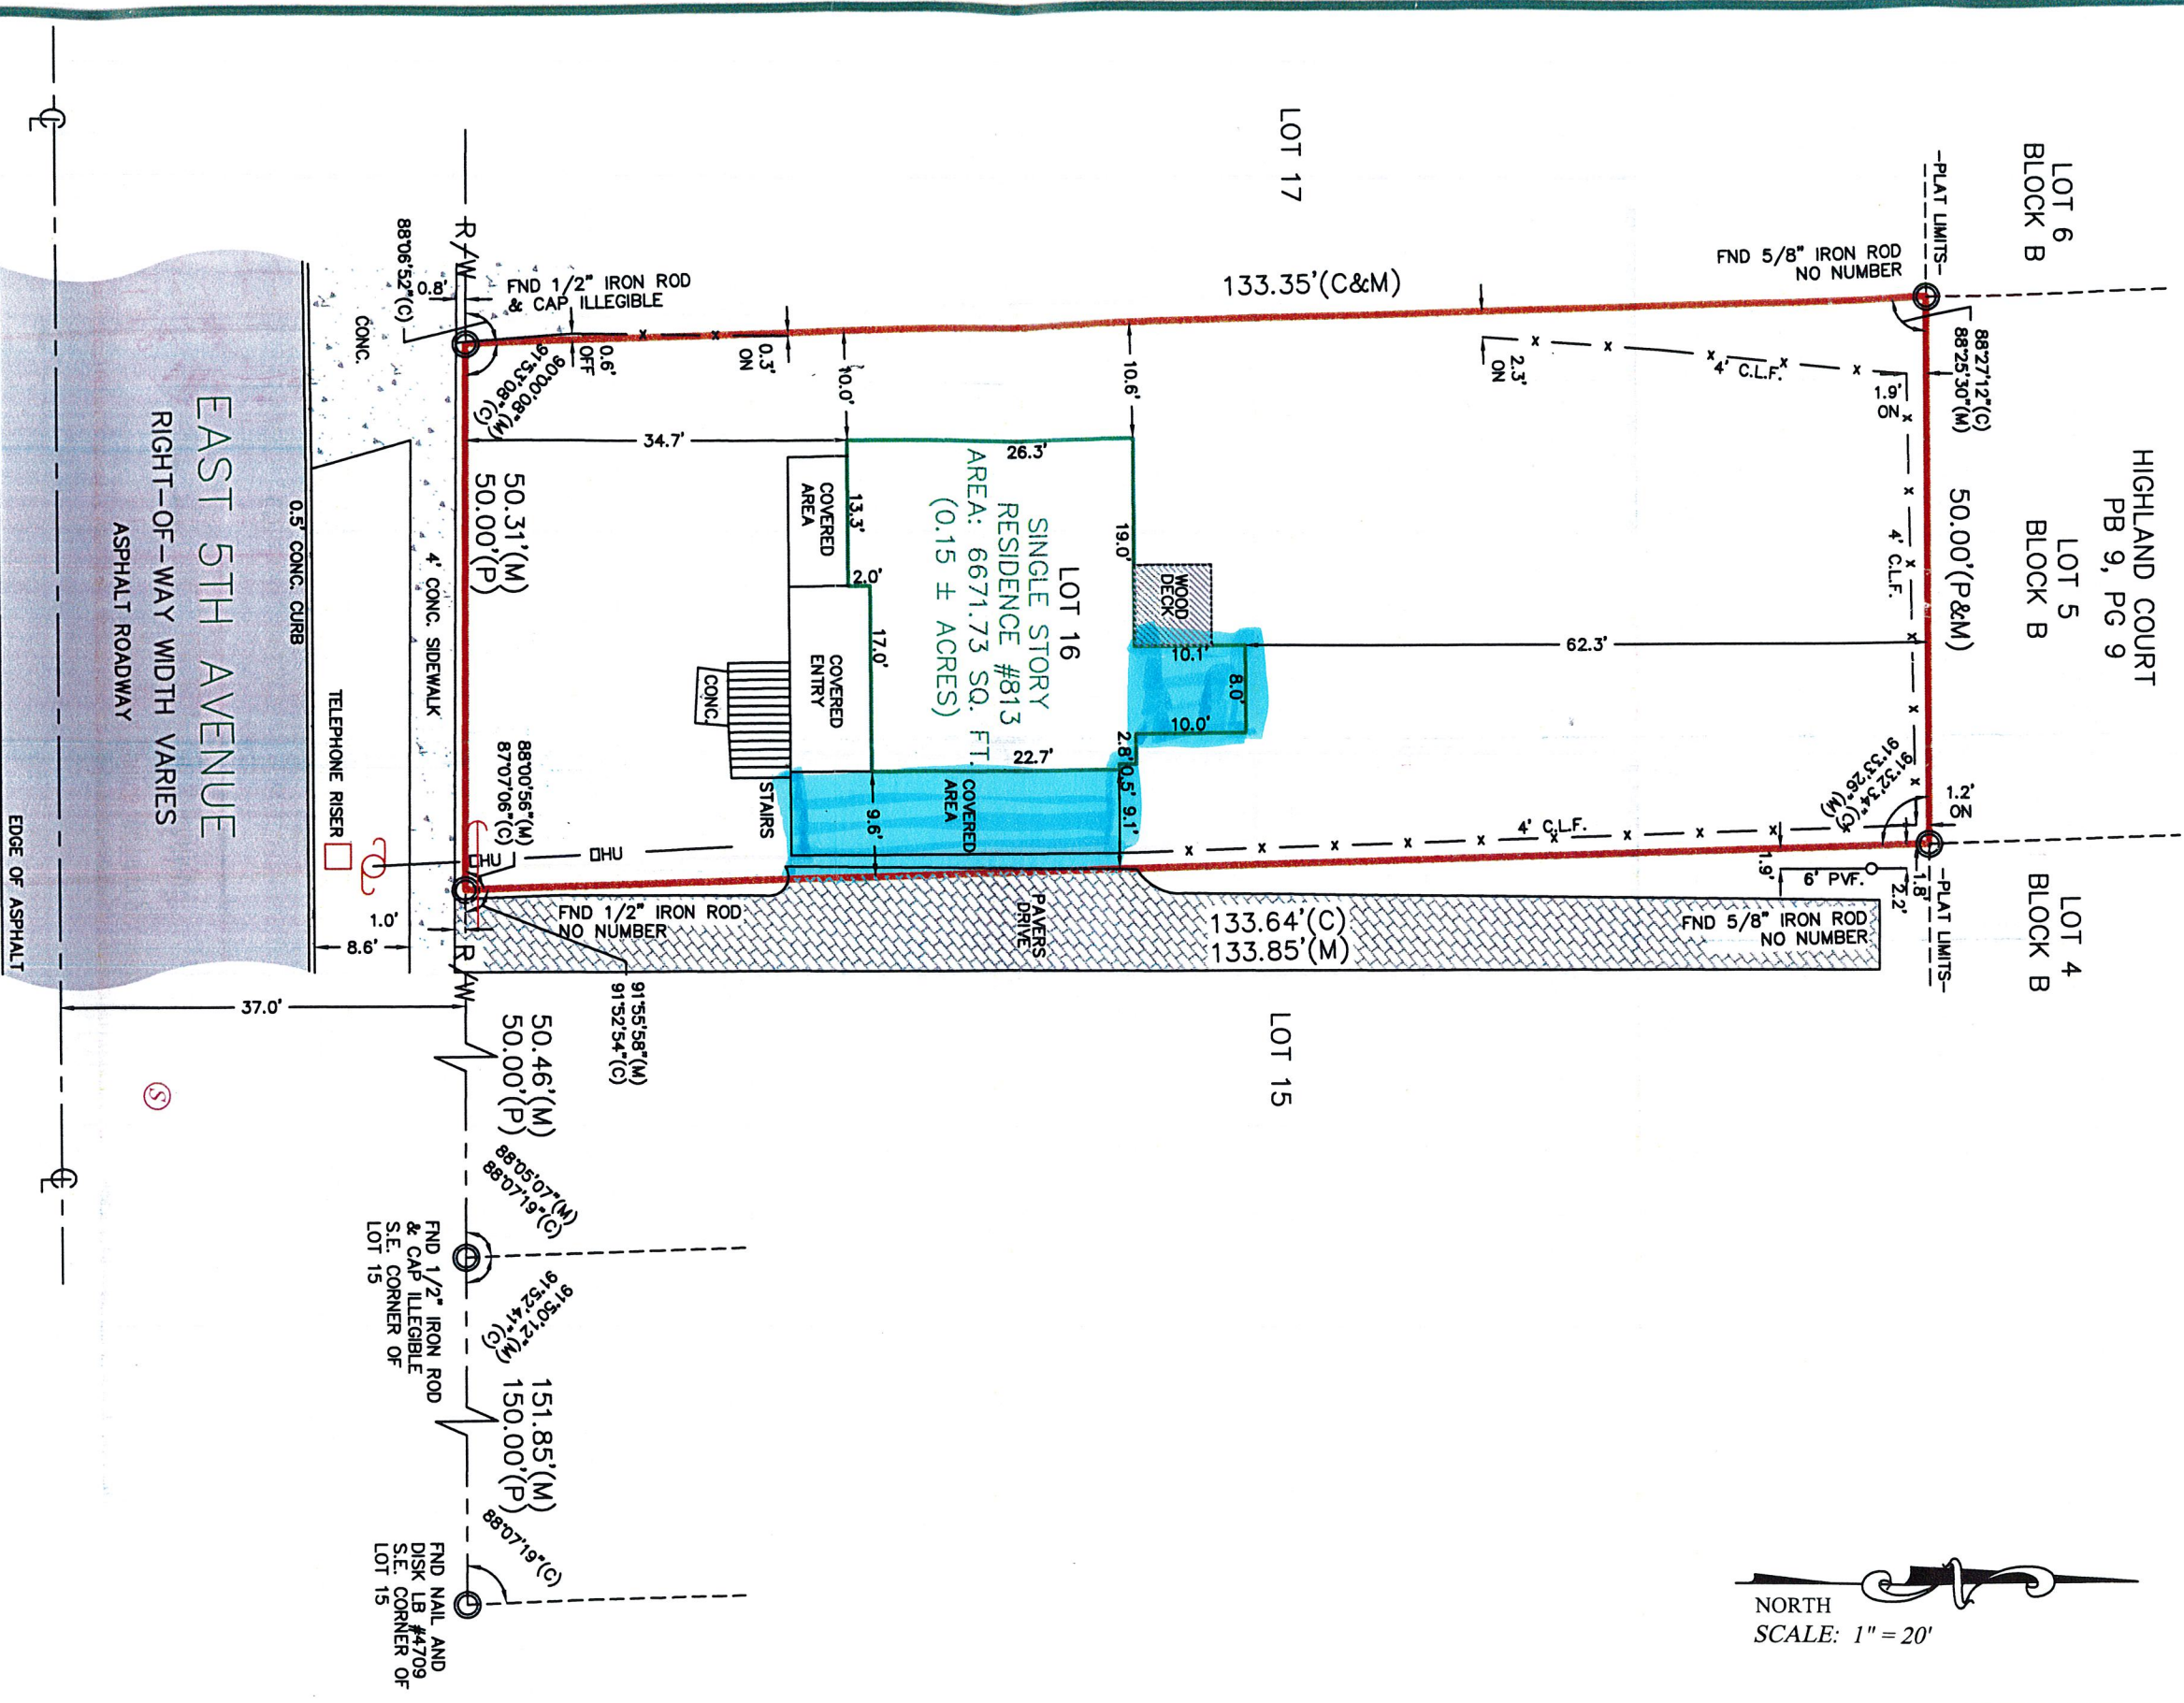 HIGHLAND COURT
PB 9, PG 9
LOT 6
BLOCK B
LOT 5
BLOCK B
LOT 4
BLOCK B
-PLAT LIMITS-
-PLAT LIMITS-
FND 5/8" IRON ROD
NO NUMBER
88°27'12"(C)
88°25'30"(M)
50.00'(P&M)
91°32'34"(C)
91°33'26"(M)
1.2'
ON
1.9'
ON
4' C.L.F.
4' C.L.F.
2.3'
ON
4' C.L.F.
1.9'
6' PVF.
2.2'
1.8'
FND 5/8" IRON ROD
NO NUMBER
LOT 17
133.35'(C&M)
62.3'
133.64'(C)
133.85'(M)
LOT 15
PAVERS
DRIVE
10.6'
10.0'
26.3'
19.0'
WOOD
DECK
10.1'
8.0'
10.0'
2.8'
0.5'
9.1'
LOT 16
SINGLE STORY
RESIDENCE #813
AREA: 6671.73 SQ. FT.
(0.15 ± ACRES)
22.7'
COVERED
AREA
9.6'
13.3'
2.0'
17.0'
COVERED
AREA
COVERED
ENTRY
STAIRS
CONC.
34.7'
0.3'
ON
0.6'
OFF
FND 1/2" IRON ROD
& CAP ILLEGIBLE
90°00'08"(M)
91°53'08"(C)
88°06'52"(C)
0.8'
R/W
50.31'(M)
50.00'(P)
88°00'56"(M)
87°07'06"(C)
OHU
OHU
FND 1/2" IRON ROD
NO NUMBER
91°55'58"(M)
91°52'54"(C)
R/W
1.0'
8.6'
37.0'
50.46'(M)
50.00'(P)
88°05'07"(M)
88°07'19"(C)
91°50'12"(M)
91°52'41"(C)
151.85'(M)
150.00'(P)
88°07'19"(C)
FND 1/2" IRON ROD
& CAP ILLEGIBLE
S.E. CORNER OF
LOT 15
FND NAIL AND
DISK LB #4709
S.E. CORNER OF
LOT 15
CONC.
4' CONC. SIDEWALK
TELEPHONE RISER
0.5' CONC. CURB
EAST 5TH AVENUE
RIGHT-OF-WAY WIDTH VARIES
ASPHALT ROADWAY
EDGE OF ASPHALT
CL
CL
S
NORTH
SCALE: 1" = 20'